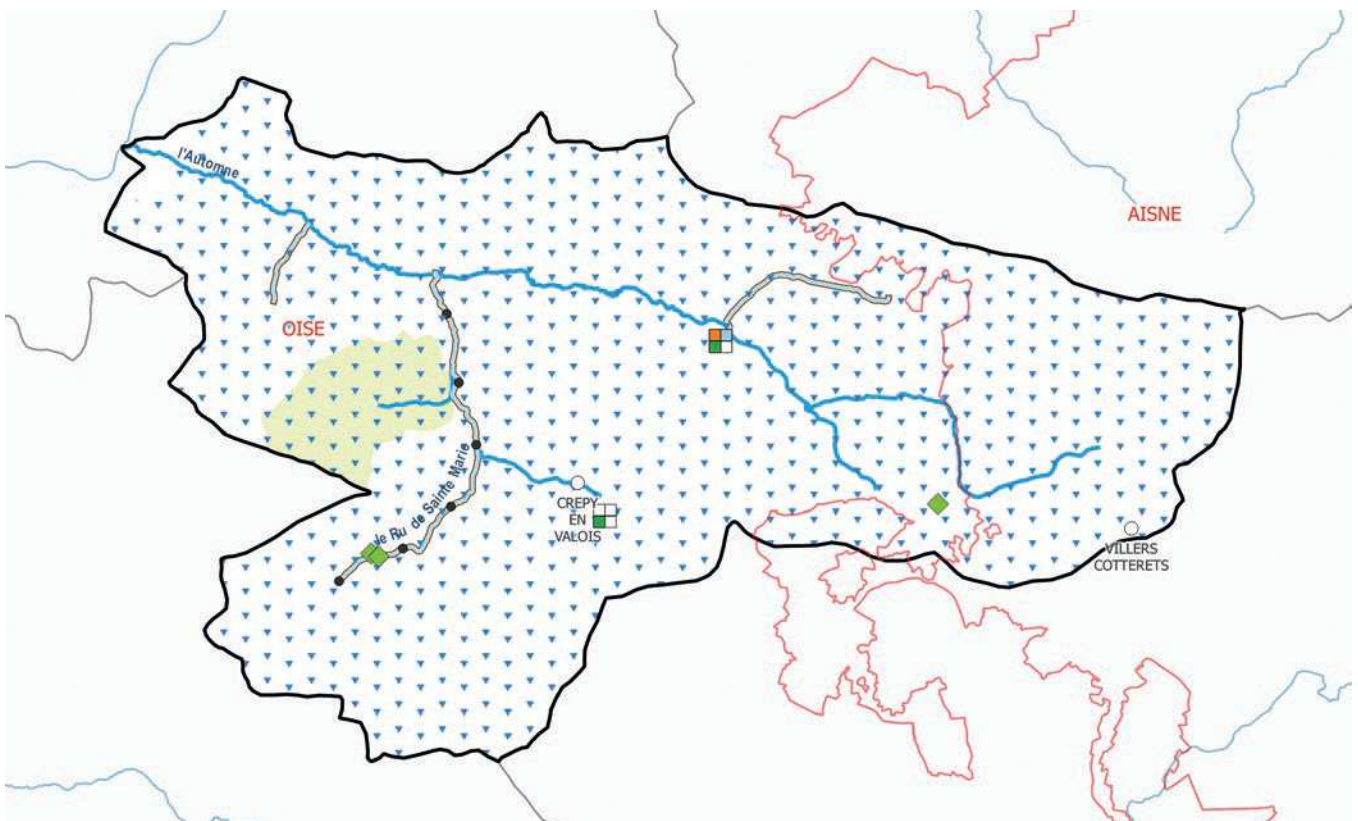 l'Automne
AISNE
OISE
le Ru de Sainte Marie
CREPY
EN
VALOIS
VILLERS
COTTERETS